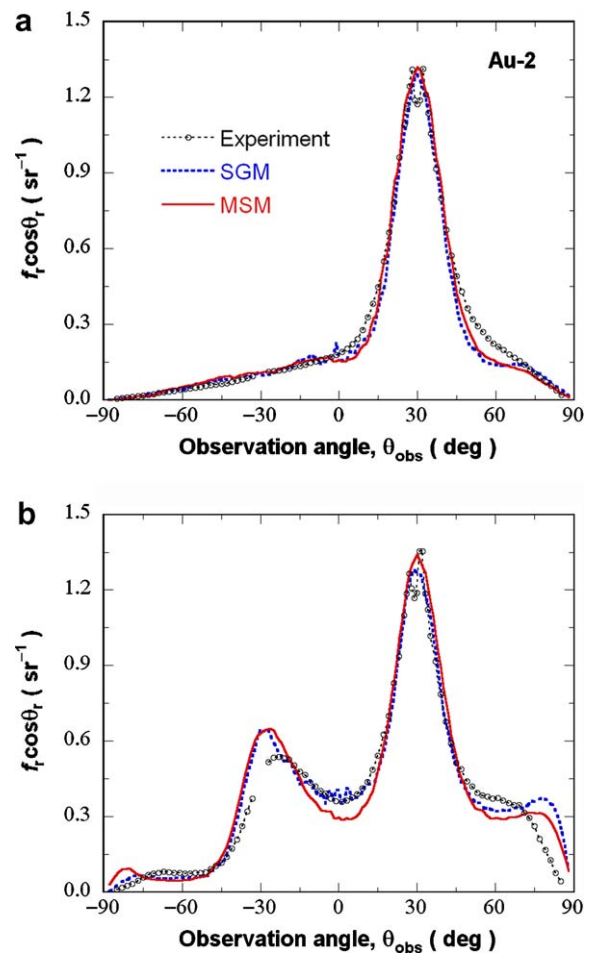 a
Au-2
1.5
1.2
0.9
0.6
0.3
0.0
f_r cosθ_r ( sr⁻¹ )
Experiment
SGM
MSM
−90 −60 −30 0 30 60 90
Observation angle, θ_obs ( deg )
b
1.5
1.2
0.9
0.6
0.3
0.0
f_r cosθ_r ( sr⁻¹ )
−90 −60 −30 0 30 60 90
Observation angle, θ_obs ( deg )